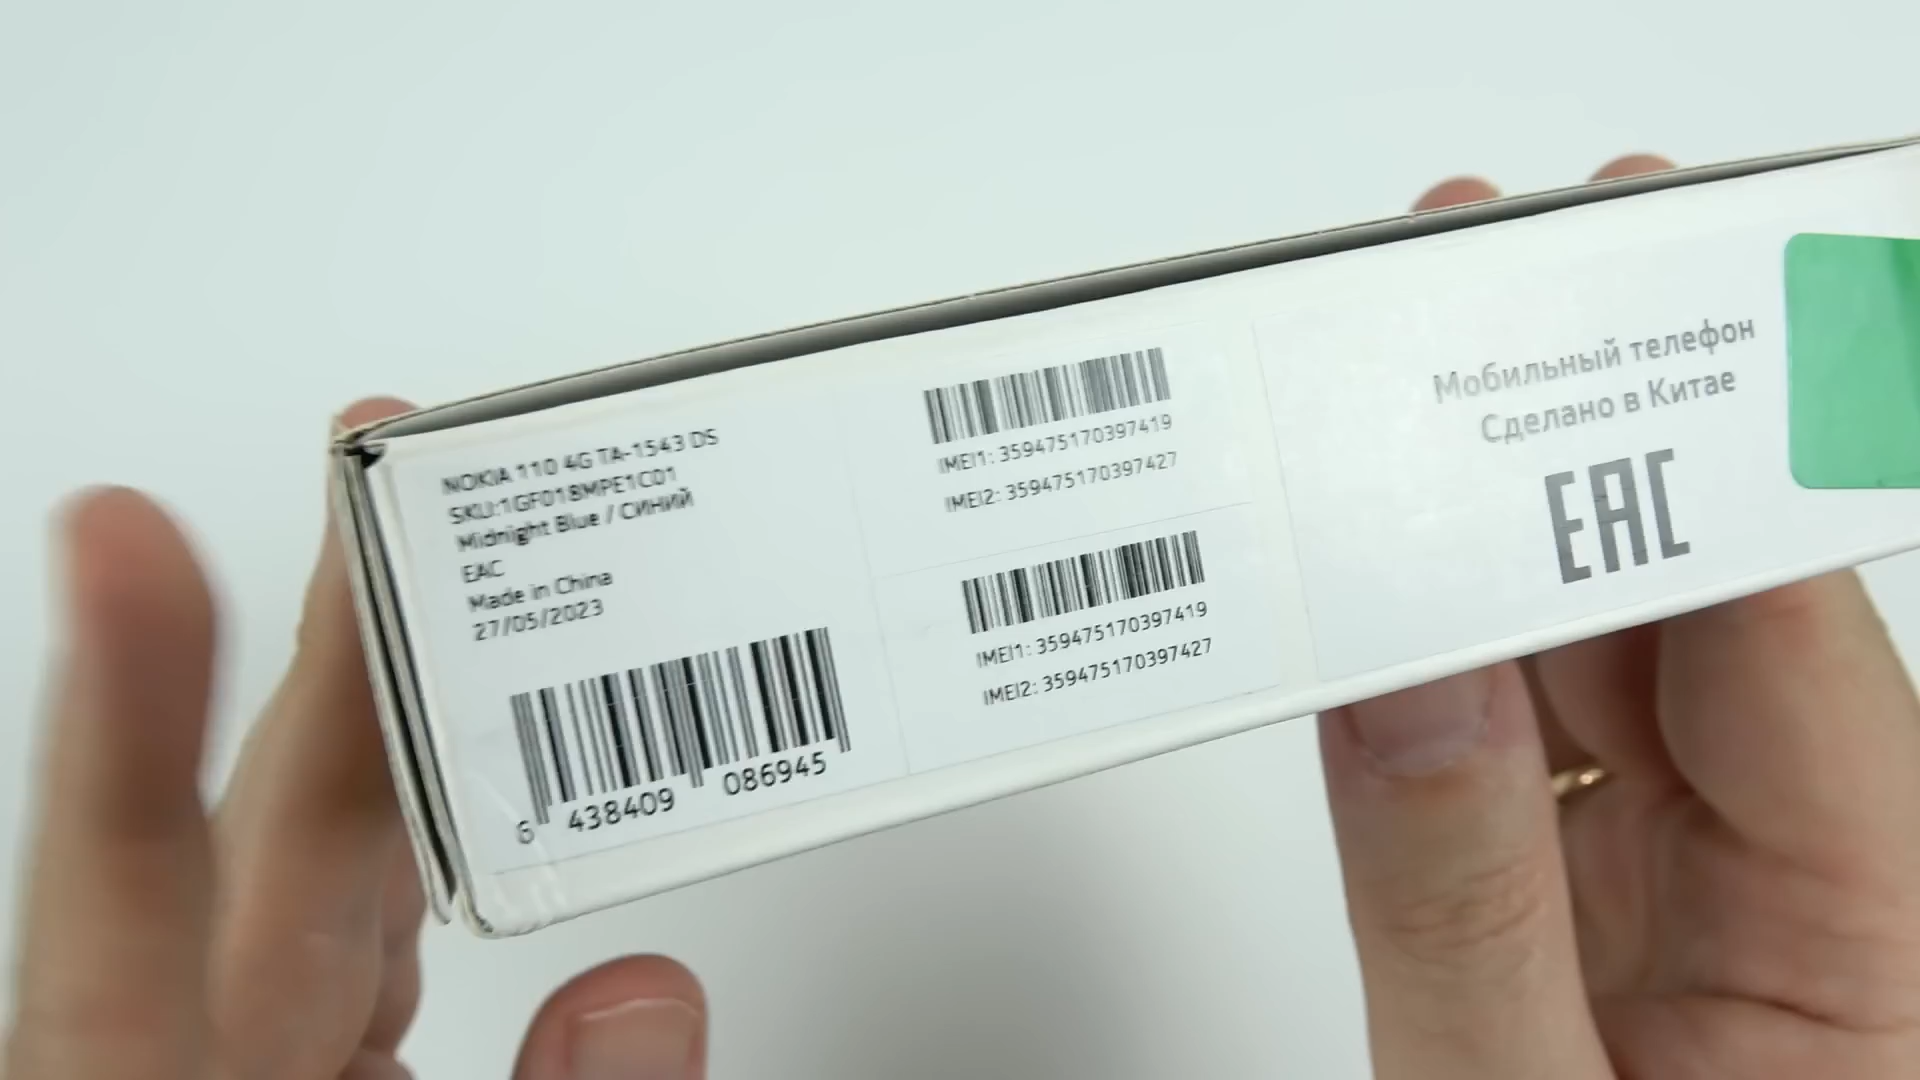 NOKIA 110 4G TA-1543 DS
SKU:1GF018MPE1C01
Midnight Blue / СИНИЙ
EAC
Made in China
27/05/2023
6 438409 086945
IMEI1: 359475170397419
IMEI2: 359475170397427
IMEI1: 359475170397419
IMEI2: 359475170397427
Мобильный телефон
Сделано в Китае
EAC